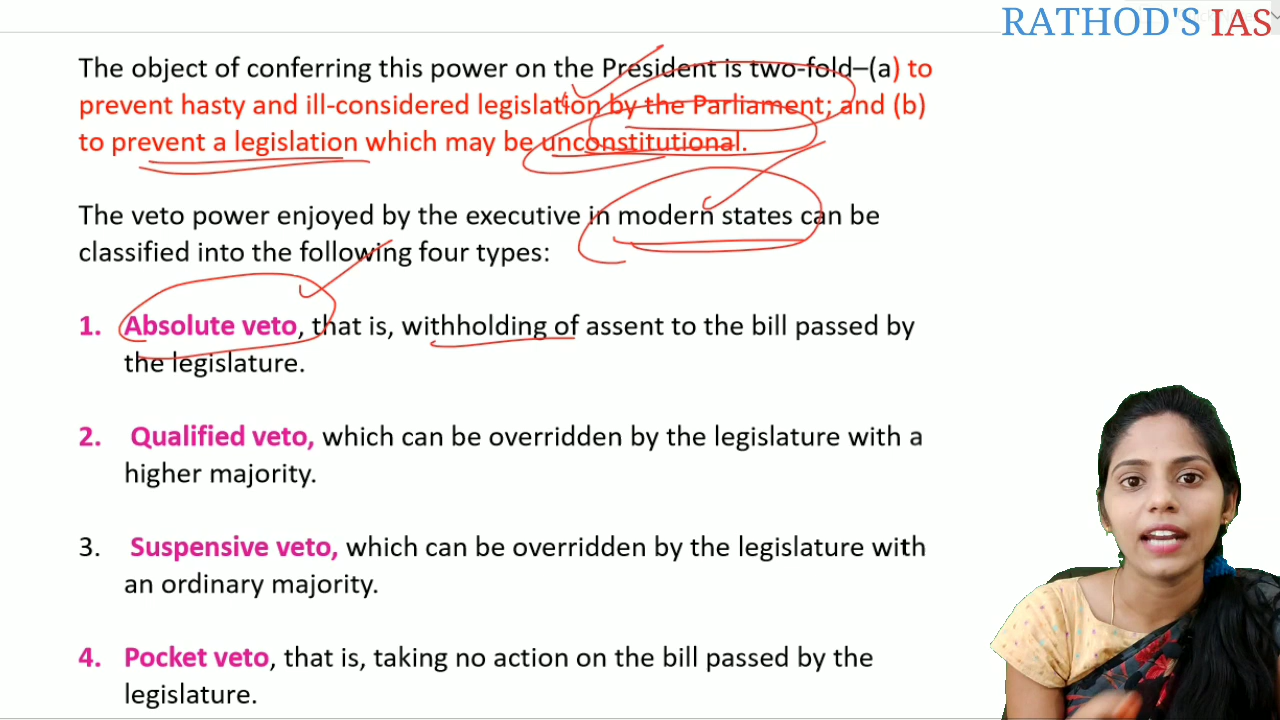 RATHOD'S IAS
The object of conferring this power on the President is two-fold–(a) to
prevent hasty and ill-considered legislation by the Parliament; and (b)
to prevent a legislation which may be unconstitutional.
The veto power enjoyed by the executive in modern states can be
classified into the following four types:
1. Absolute veto, that is, withholding of assent to the bill passed by
the legislature.
2. Qualified veto, which can be overridden by the legislature with a
higher majority.
3. Suspensive veto, which can be overridden by the legislature with
an ordinary majority.
4. Pocket veto, that is, taking no action on the bill passed by the
legislature.